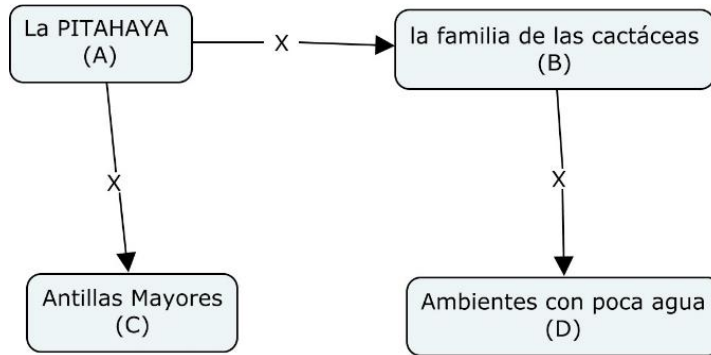 La PITAHAYA
(A)
X
la familia de las cactáceas
(B)
X
X
Antillas Mayores
(C)
Ambientes con poca agua
(D)